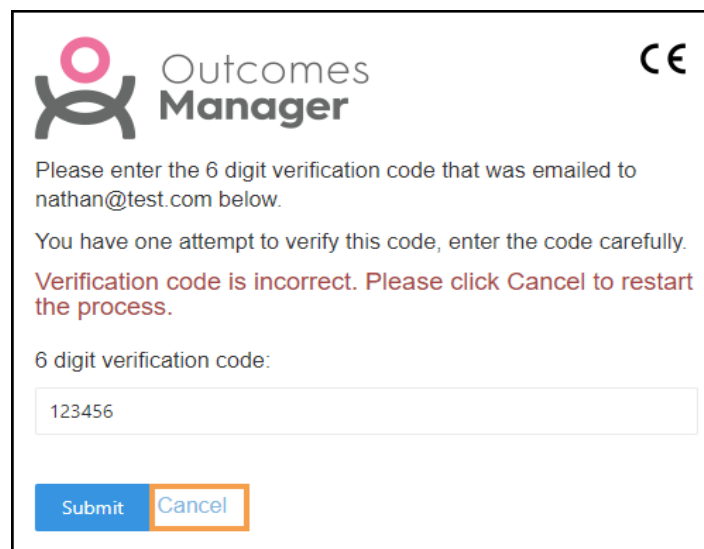 Outcomes
Manager
CE
Please enter the 6 digit verification code that was emailed to
nathan@test.com below.
You have one attempt to verify this code, enter the code carefully.
Verification code is incorrect. Please click Cancel to restart
the process.
6 digit verification code:
123456
Submit Cancel